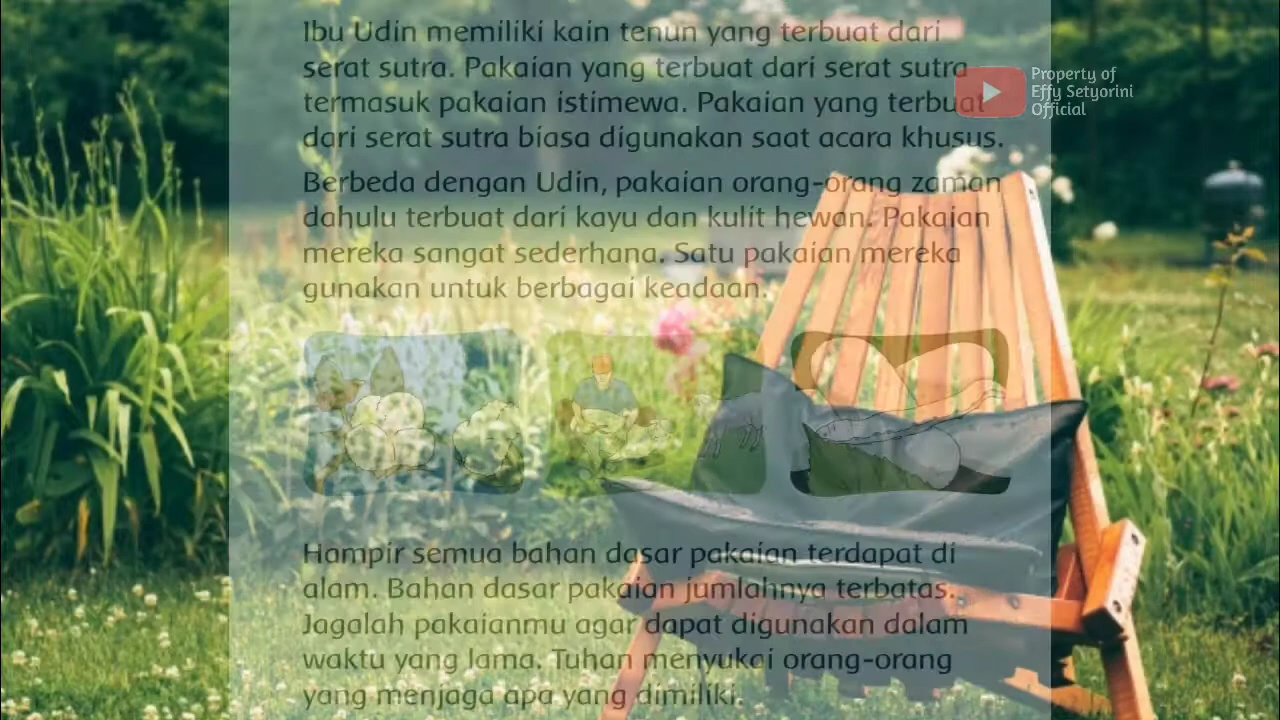 Ibu Udin memiliki kain tenun yang terbuat dari
serat sutra. Pakaian yang terbuat dari serat sutra
termasuk pakaian istimewa. Pakaian yang terbuat
dari serat sutra biasa digunakan saat acara khusus.
Property of
Effy Setyorini
Official
Berbeda dengan Udin, pakaian orang-orang zaman
dahulu terbuat dari kayu dan kulit hewan. Pakaian
mereka sangat sederhana. Satu pakaian mereka
gunakan untuk berbagai keadaan.
Hampir semua bahan dasar pakaian terdapat di
alam. Bahan dasar pakaian jumlahnya terbatas.
Jagalah pakaianmu agar dapat digunakan dalam
waktu yang lama. Tuhan menyukai orang-orang
yang menjaga apa yang dimiliki.